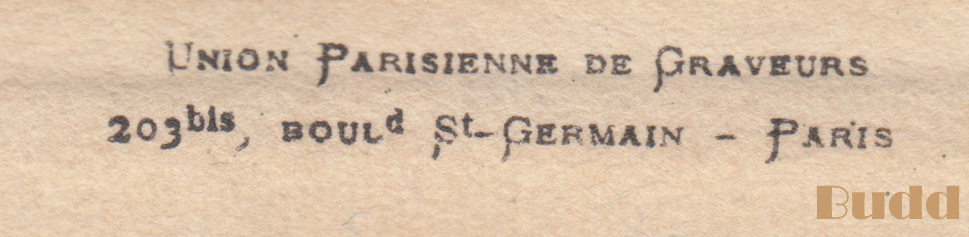 Union Parisienne de Graveurs
203bis, bould St-Germain - Paris
Budd